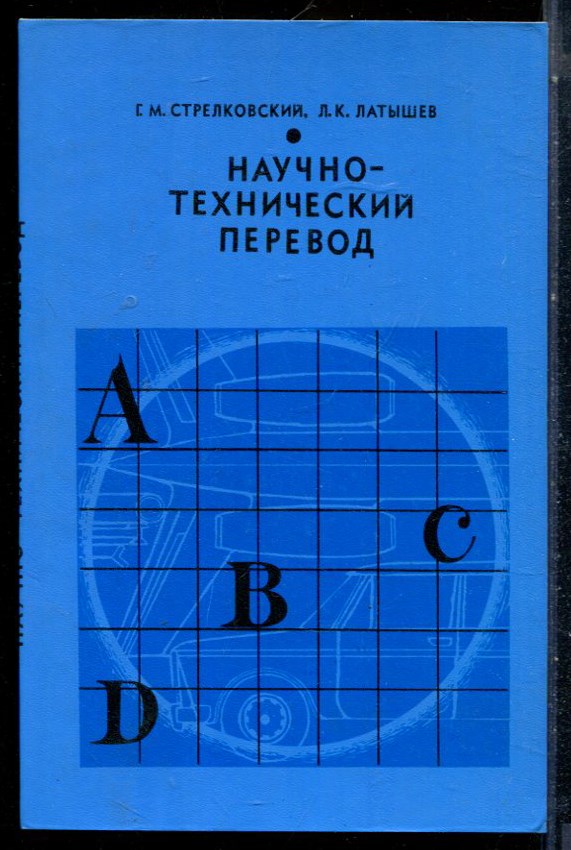 Г. М. СТРЕЛКОВСКИЙ, Л. К. ЛАТЫШЕВ
НАУЧНО-
ТЕХНИЧЕСКИЙ
ПЕРЕВОД
A
C
B
D